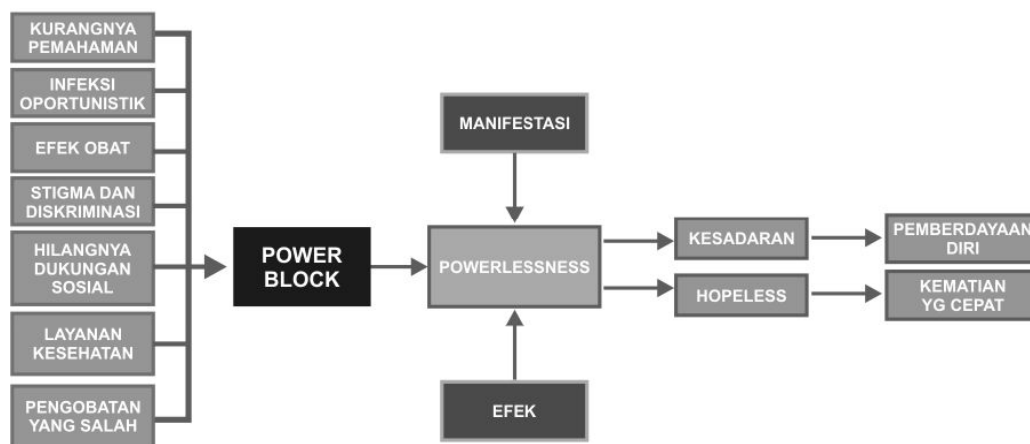 KURANGNYA
PEMAHAMAN
INFEKSI
OPORTUNISTIK
EFEK OBAT
STIGMA DAN
DISKRIMINASI
HILANGNYA
DUKUNGAN
SOSIAL
LAYANAN
KESEHATAN
PENGOBATAN
YANG SALAH
POWER
BLOCK
MANIFESTASI
POWERLESSNESS
EFEK
KESADARAN
PEMBERDAYAAN
DIRI
HOPELESS
KEMATIAN
YG CEPAT